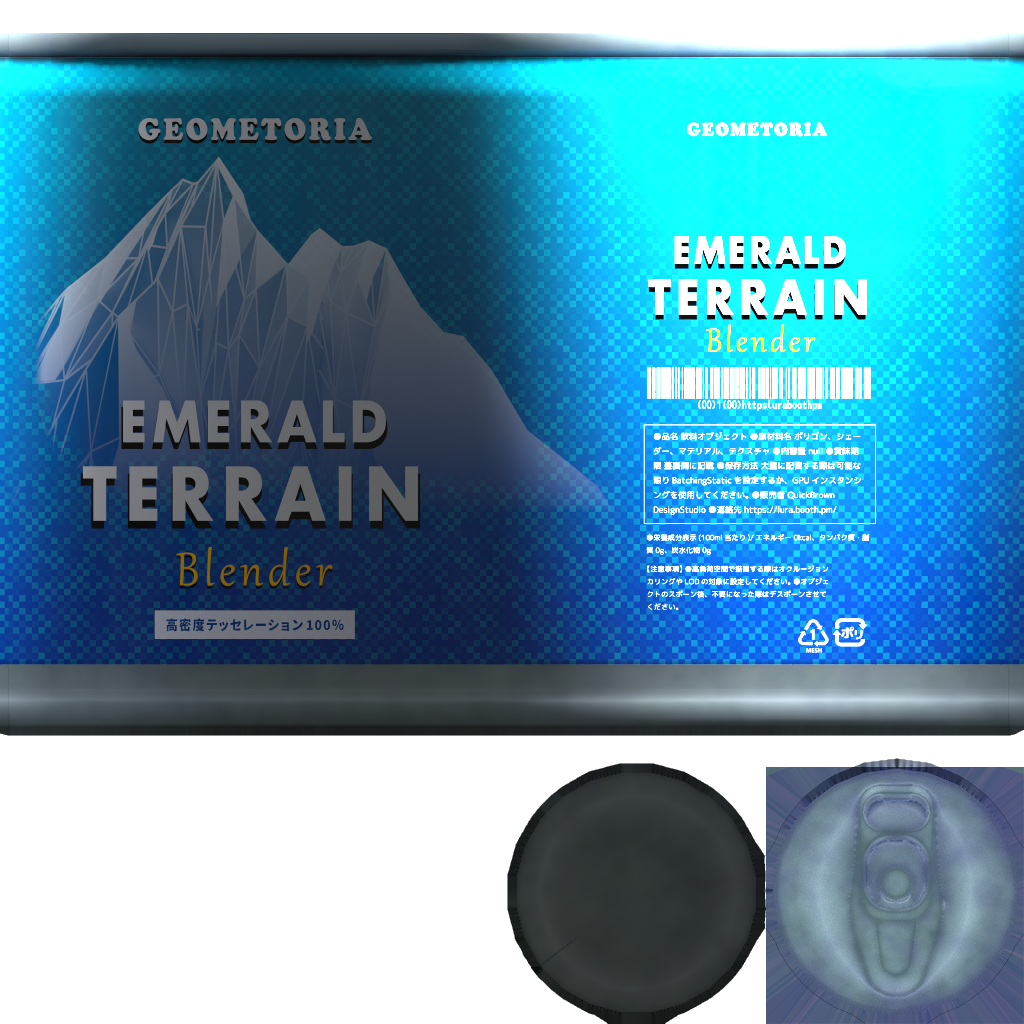 GEOMETORIA
EMERALD
TERRAIN
Blender
高密度テッセレーション100%
GEOMETORIA
EMERALD
TERRAIN
Blender
(00)1(00)httpsluraboothpm
●品名 飲料オブジェクト ●原材料名 ポリゴン、シェー
ダー、マテリアル、テクスチャ ●内容量 null ●賞味期
限 蓋裏側に記載 ●保存方法 大量に配置する際は可能な
限り BatchingStatic を設定するか、GPU インスタンシ
ングを使用してください。●販売者 QuickBrown
DesignStudio ●連絡先 https://lura.booth.pm/
●栄養成分表示 (100ml 当たり)/ エネルギー 0kcal、タンパク質・脂
質 0g、炭水化物 0g
【注意事項】●高負荷空間で設置する際はオクルージョン
カリングや LOD の対象に設定してください。●オブジェ
クトのスポーン後、不要になった際はデスポーンさせて
ください。
1
MESH
ポリ